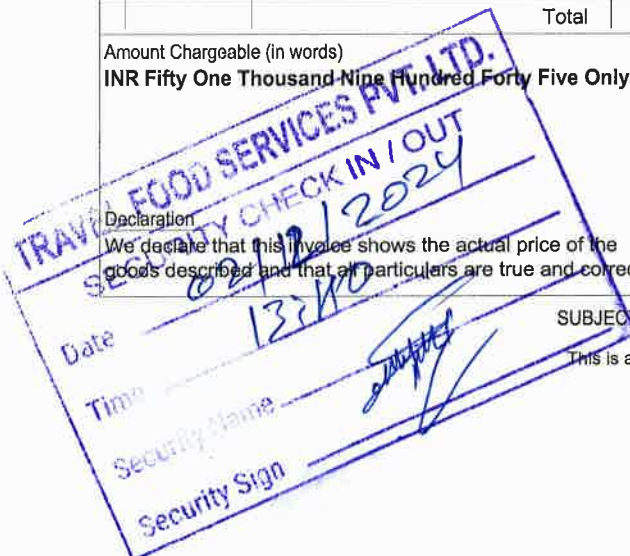 Total
Amount Chargeable (in words)
INR Fifty One Thousand Nine Hundred Forty Five Only
TRAVEL FOOD SERVICES PVT. LTD.
SECURITY CHECK IN / OUT
Declaration
We declare that this invoice shows the actual price of the
goods described and that all particulars are true and correc
Date 02/12/2024
Time 13:40
Security Name
Security Sign
SUBJEC
This is a